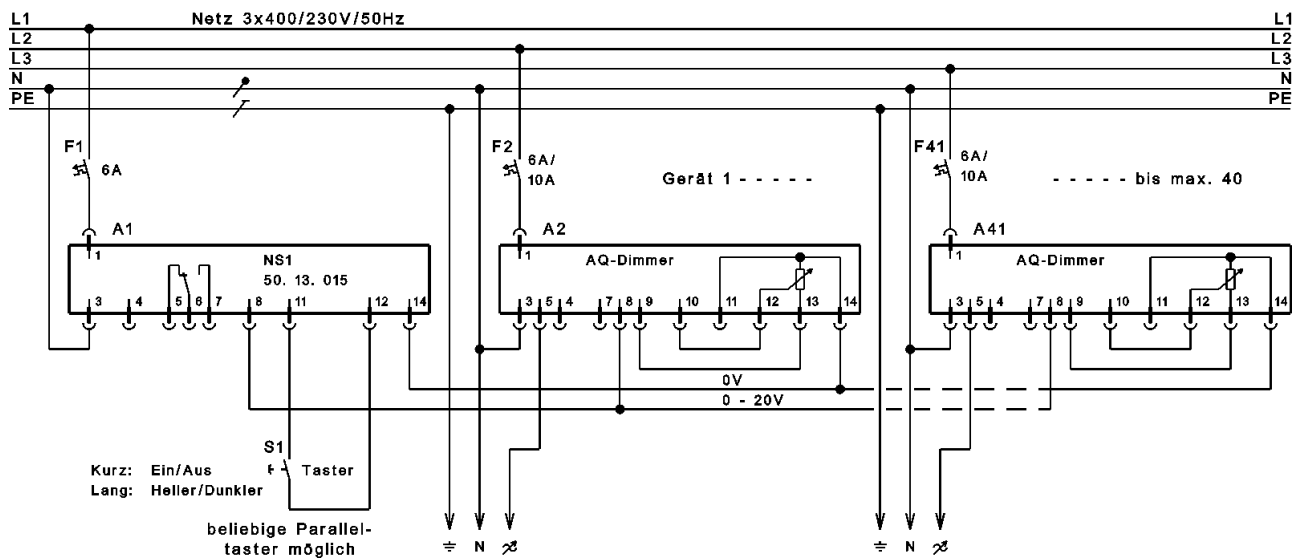 L1 Netz 3x400/230V/50Hz L1
L2 L2
L3 L3
N N
PE PE
F1 6A
F2 6A/
10A
F41 6A/
10A
Gerät 1 - - - - -
- - - - - bis max. 40
A1
A2
A41
1
NS1
50. 13. 015
3 4 5 6 7 8 11 12 14
1
AQ-Dimmer
3 5 4 7 8 9 10 11 12 13 14
1
AQ-Dimmer
3 5 4 7 8 9 10 11 12 13 14
0V
0 - 20V
S1
Taster
Kurz: Ein/Aus
Lang: Heller/Dunkler
beliebige Parallel-
taster möglich
N
N